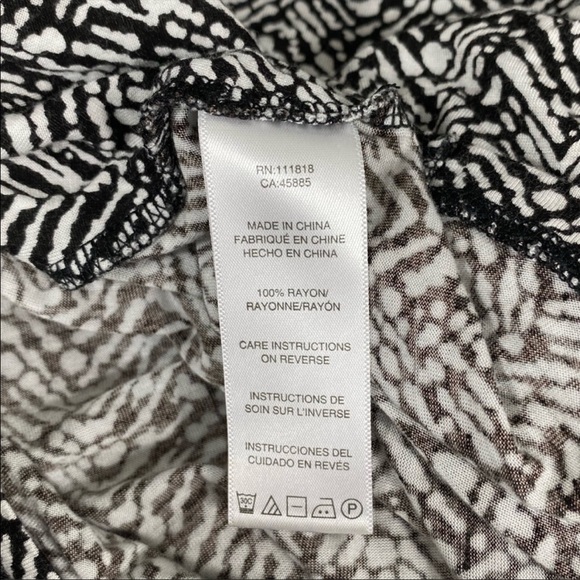 RN:111818
CA:45885
MADE IN CHINA
FABRIQUÉ EN CHINE
HECHO EN CHINA
100% RAYON/
RAYONNE/RAYÓN
CARE INSTRUCTIONS
ON REVERSE
INSTRUCTIONS DE
SOIN SUR L'INVERSE
INSTRUCCIONES DEL
CUIDADO EN REVÉS
30C P